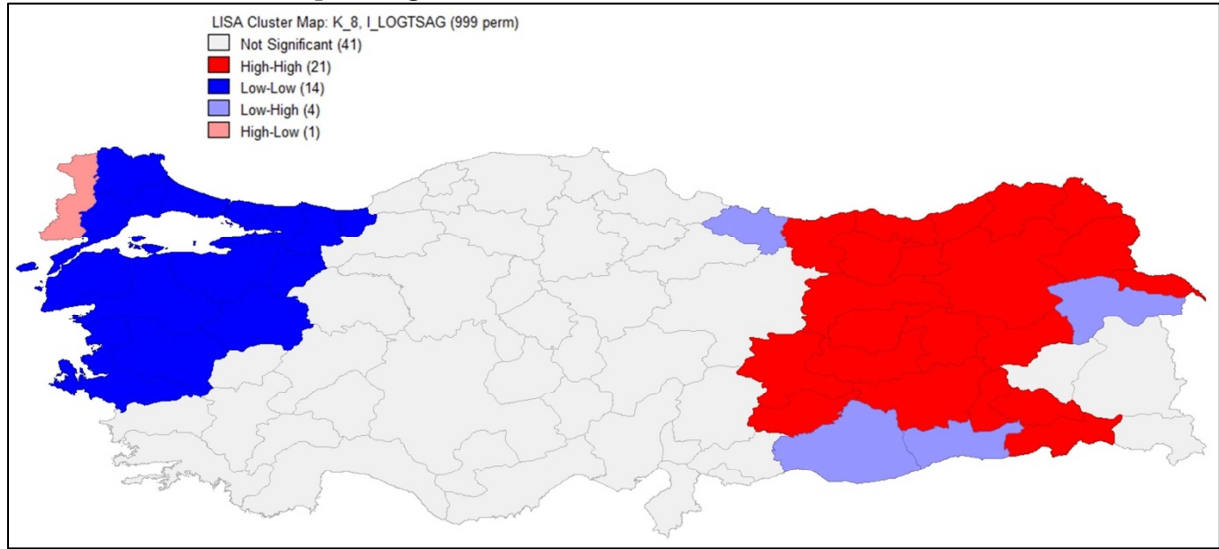 LISA Cluster Map: K_8, I_LOGTSAG (999 perm)
Not Significant (41)
High-High (21)
Low-Low (14)
Low-High (4)
High-Low (1)